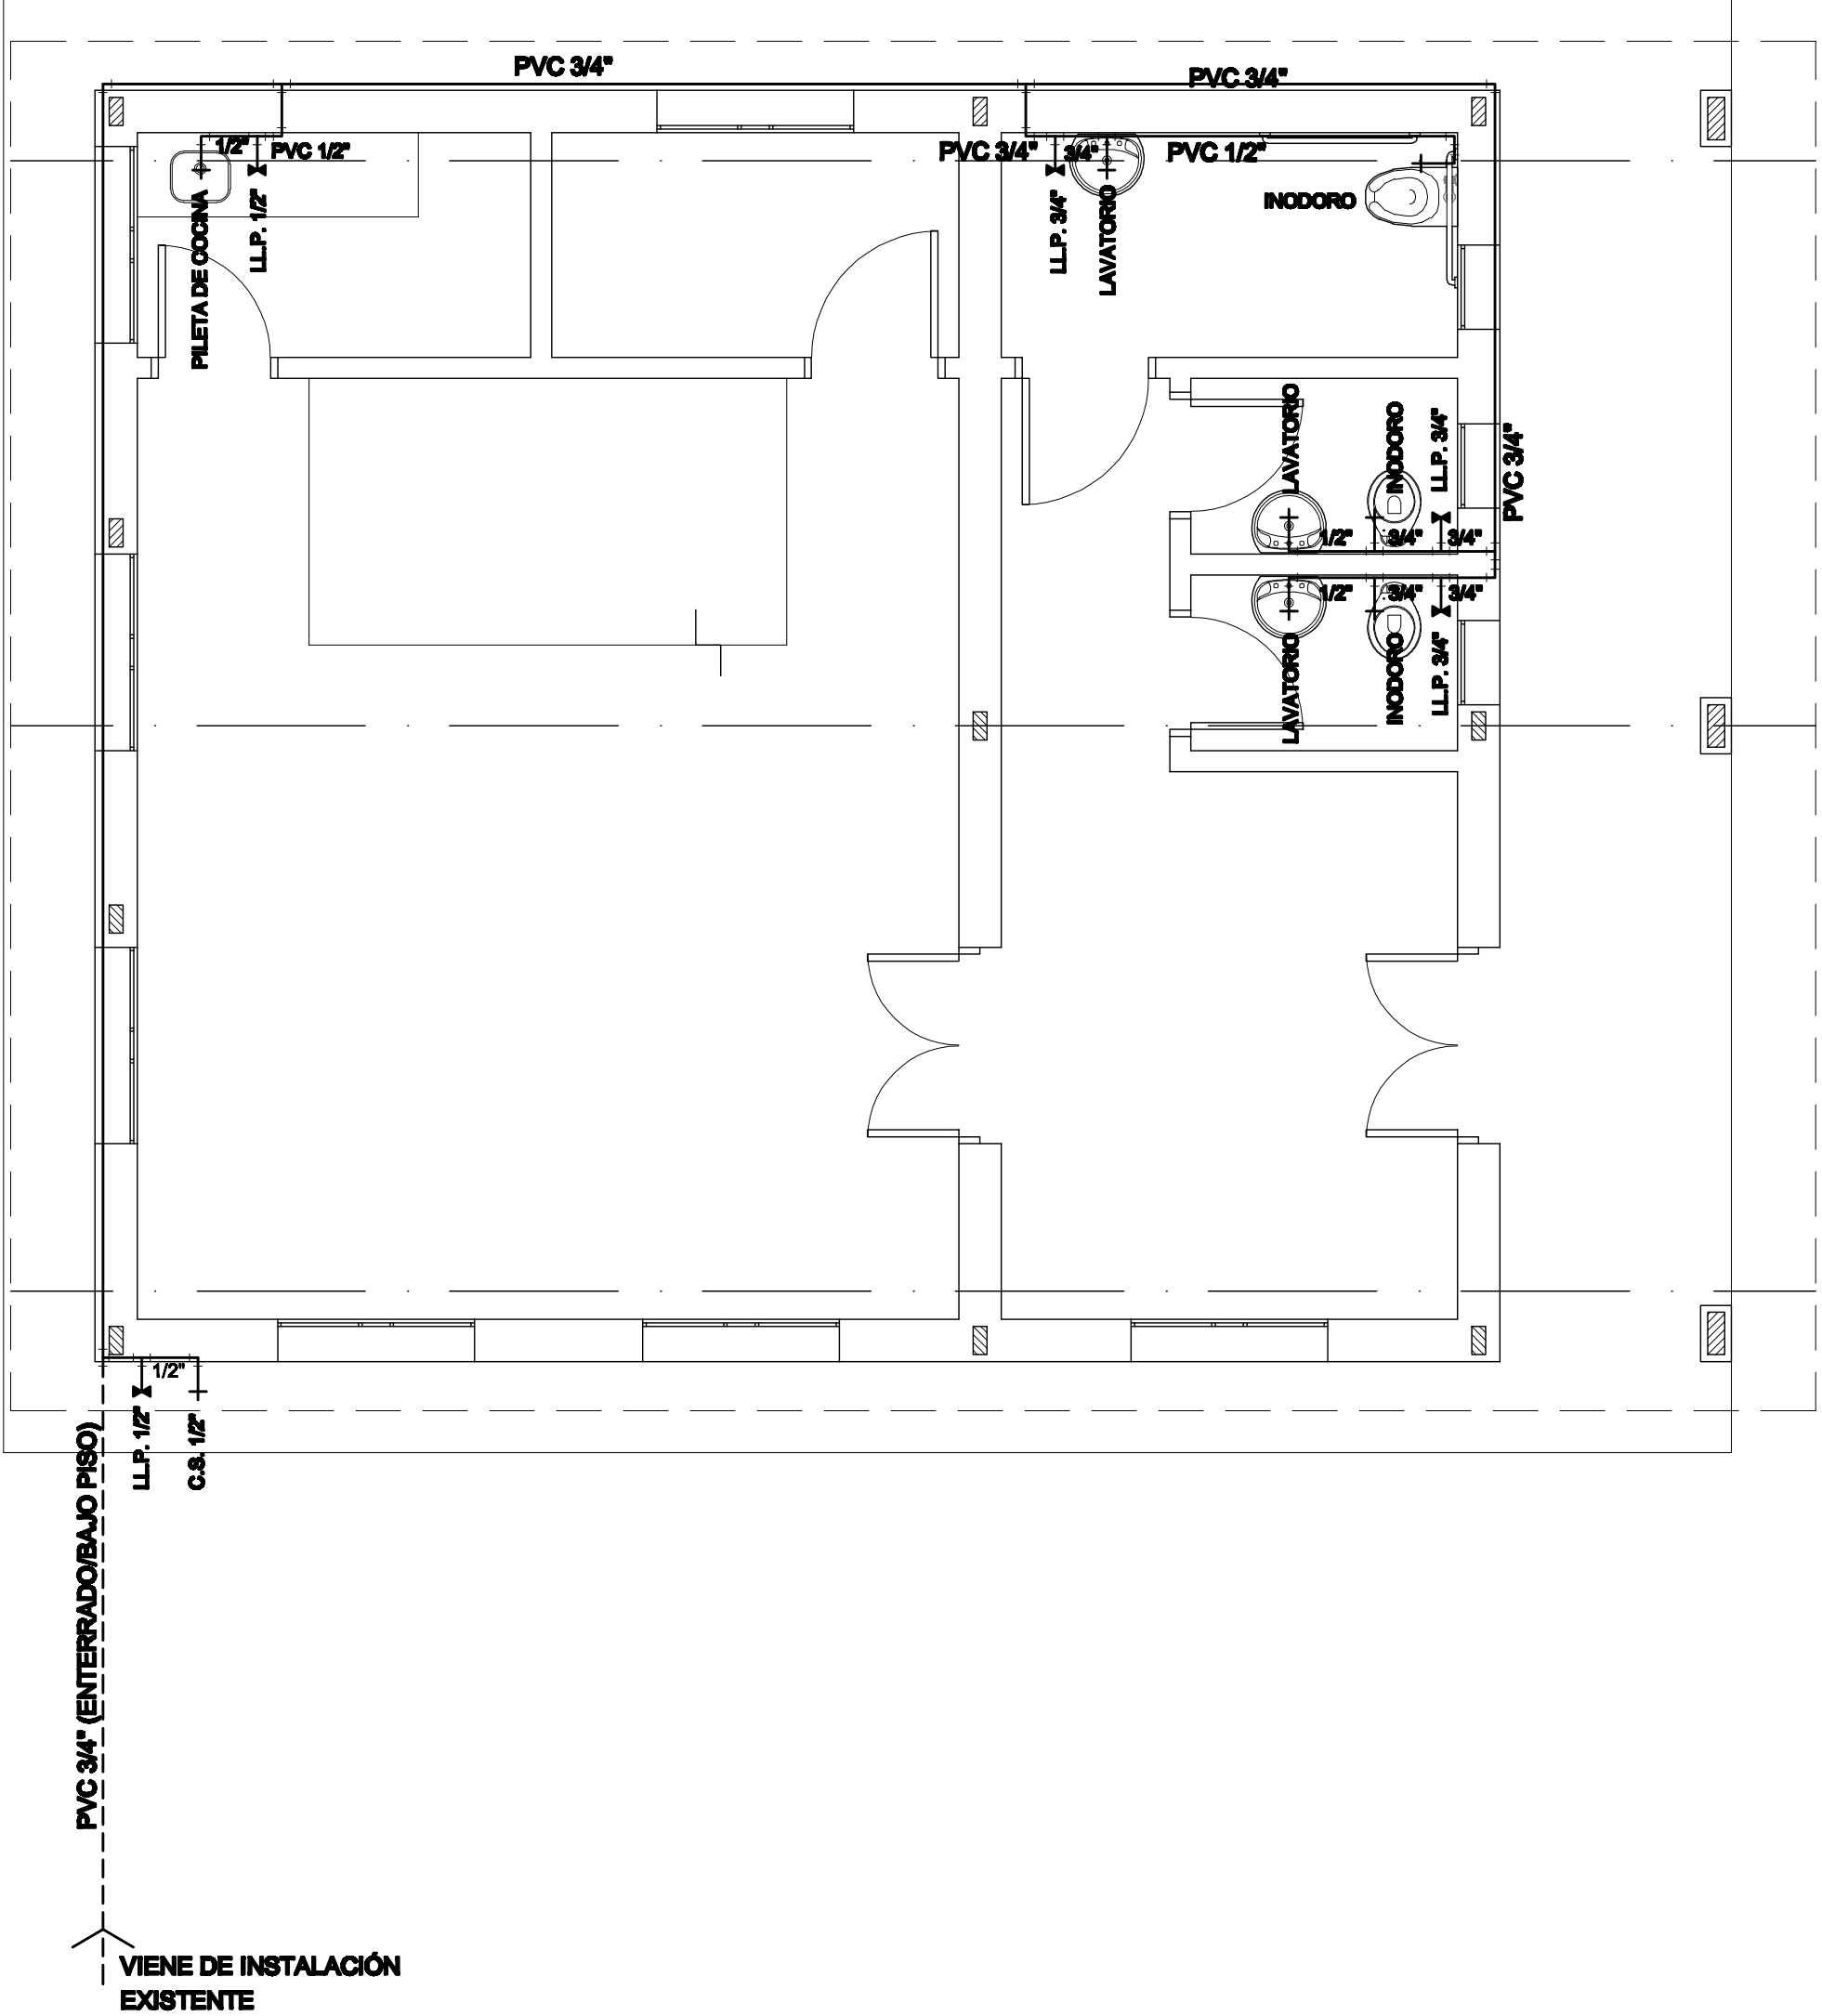 PVC 3/4"
PVC 3/4"
1/2"
PVC 1/2"
PVC 3/4"
3/4"
PVC 1/2"
PILETA DE COCINA
LL.P. 1/2"
LL.P. 3/4"
LAVATORIO
INODORO
LAVATORIO
INODORO
LL.P. 3/4"
PVC 3/4"
1/2"
3/4"
3/4"
1/2"
3/4"
3/4"
LAVATORIO
INODORO
LL.P. 3/4"
1/2"
LL.P. 1/2"
C.S. 1/2"
PVC 3/4" (ENTERRADO/BAJO PISO)
VIENE DE INSTALACIÓN
EXISTENTE